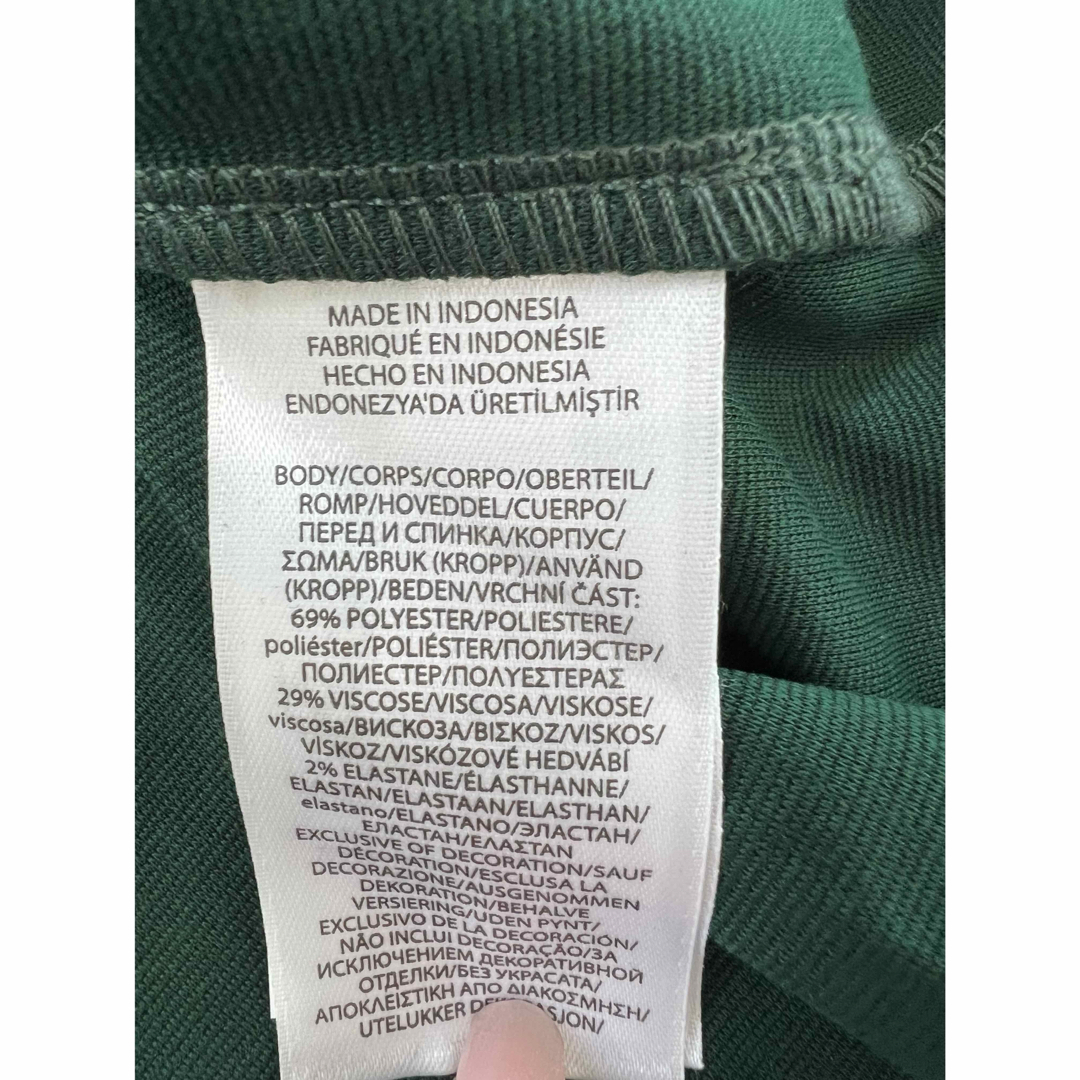 MADE IN INDONESIA
FABRIQUÉ EN INDONÉSIE
HECHO EN INDONESIA
ENDONEZYA'DA ÜRETİLMİŞTİR
BODY/CORPS/CORPO/OBERTEIL/
ROMP/HOVEDDEL/CUERPO/
ПЕРЕД И СПИНКА/КОРПУС/
ΣΩΜΑ/BRUK (KROPP)/ANVÄND
(KROPP)/BEDEN/VRCHNÍ ČÁST:
69% POLYESTER/POLIESTERE/
poliéster/POLIÉSTER/ПОЛИЭСТЕР/
ПОЛИЕСТЕР/ΠΟΛΥΕΣΤΕΡΑΣ
29% VISCOSE/VISCOSA/VISKOSE/
viscosa/ВИСКОЗА/ΒΙΣΚΟΖ/VISKOS/
VİSKOZ/VISKÓZOVÉ HEDVÁBÍ
2% ELASTANE/ÉLASTHANNE/
ELASTAN/ELASTAAN/ELASTHAN/
elastano/ELASTANO/ЭЛАСТАН/
ЕЛАСТАН/ΕΛΑΣΤΑΝ
EXCLUSIVE OF DECORATION/SAUF
DÉCORATION/ESCLUSA LA
DECORAZIONE/AUSGENOMMEN
DEKORATION/BEHALVE
VERSIERING/UDEN PYNT/
EXCLUSIVO DE LA DECORACIÓN/
NÃO INCLUI DECORAÇÃO/ЗА
ИСКЛЮЧЕНИЕМ ДЕКОРАТИВНОЙ
ОТДЕЛКИ/БЕЗ УКРАСАТА/
ΑΠΟΚΛΕΙΣΤΙΚΗ ΑΠΟ ΔΙΑΚΟΣΜΗΣΗ/
UTELUKKER